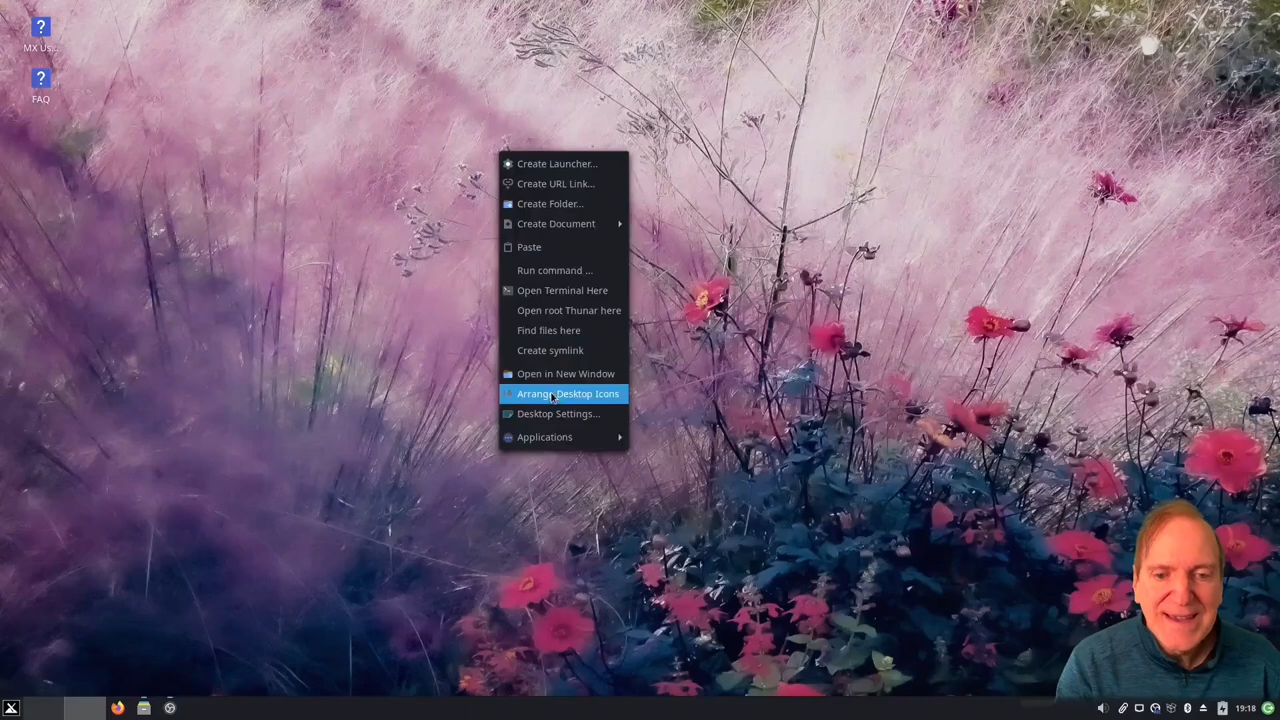 MX Us...
FAQ
Create Launcher...
Create URL Link...
Create Folder...
Create Document
Paste
Run command ...
Open Terminal Here
Open root Thunar here
Find files here
Create symlink
Open in New Window
Arrange Desktop Icons
Desktop Settings...
Applications
19:18